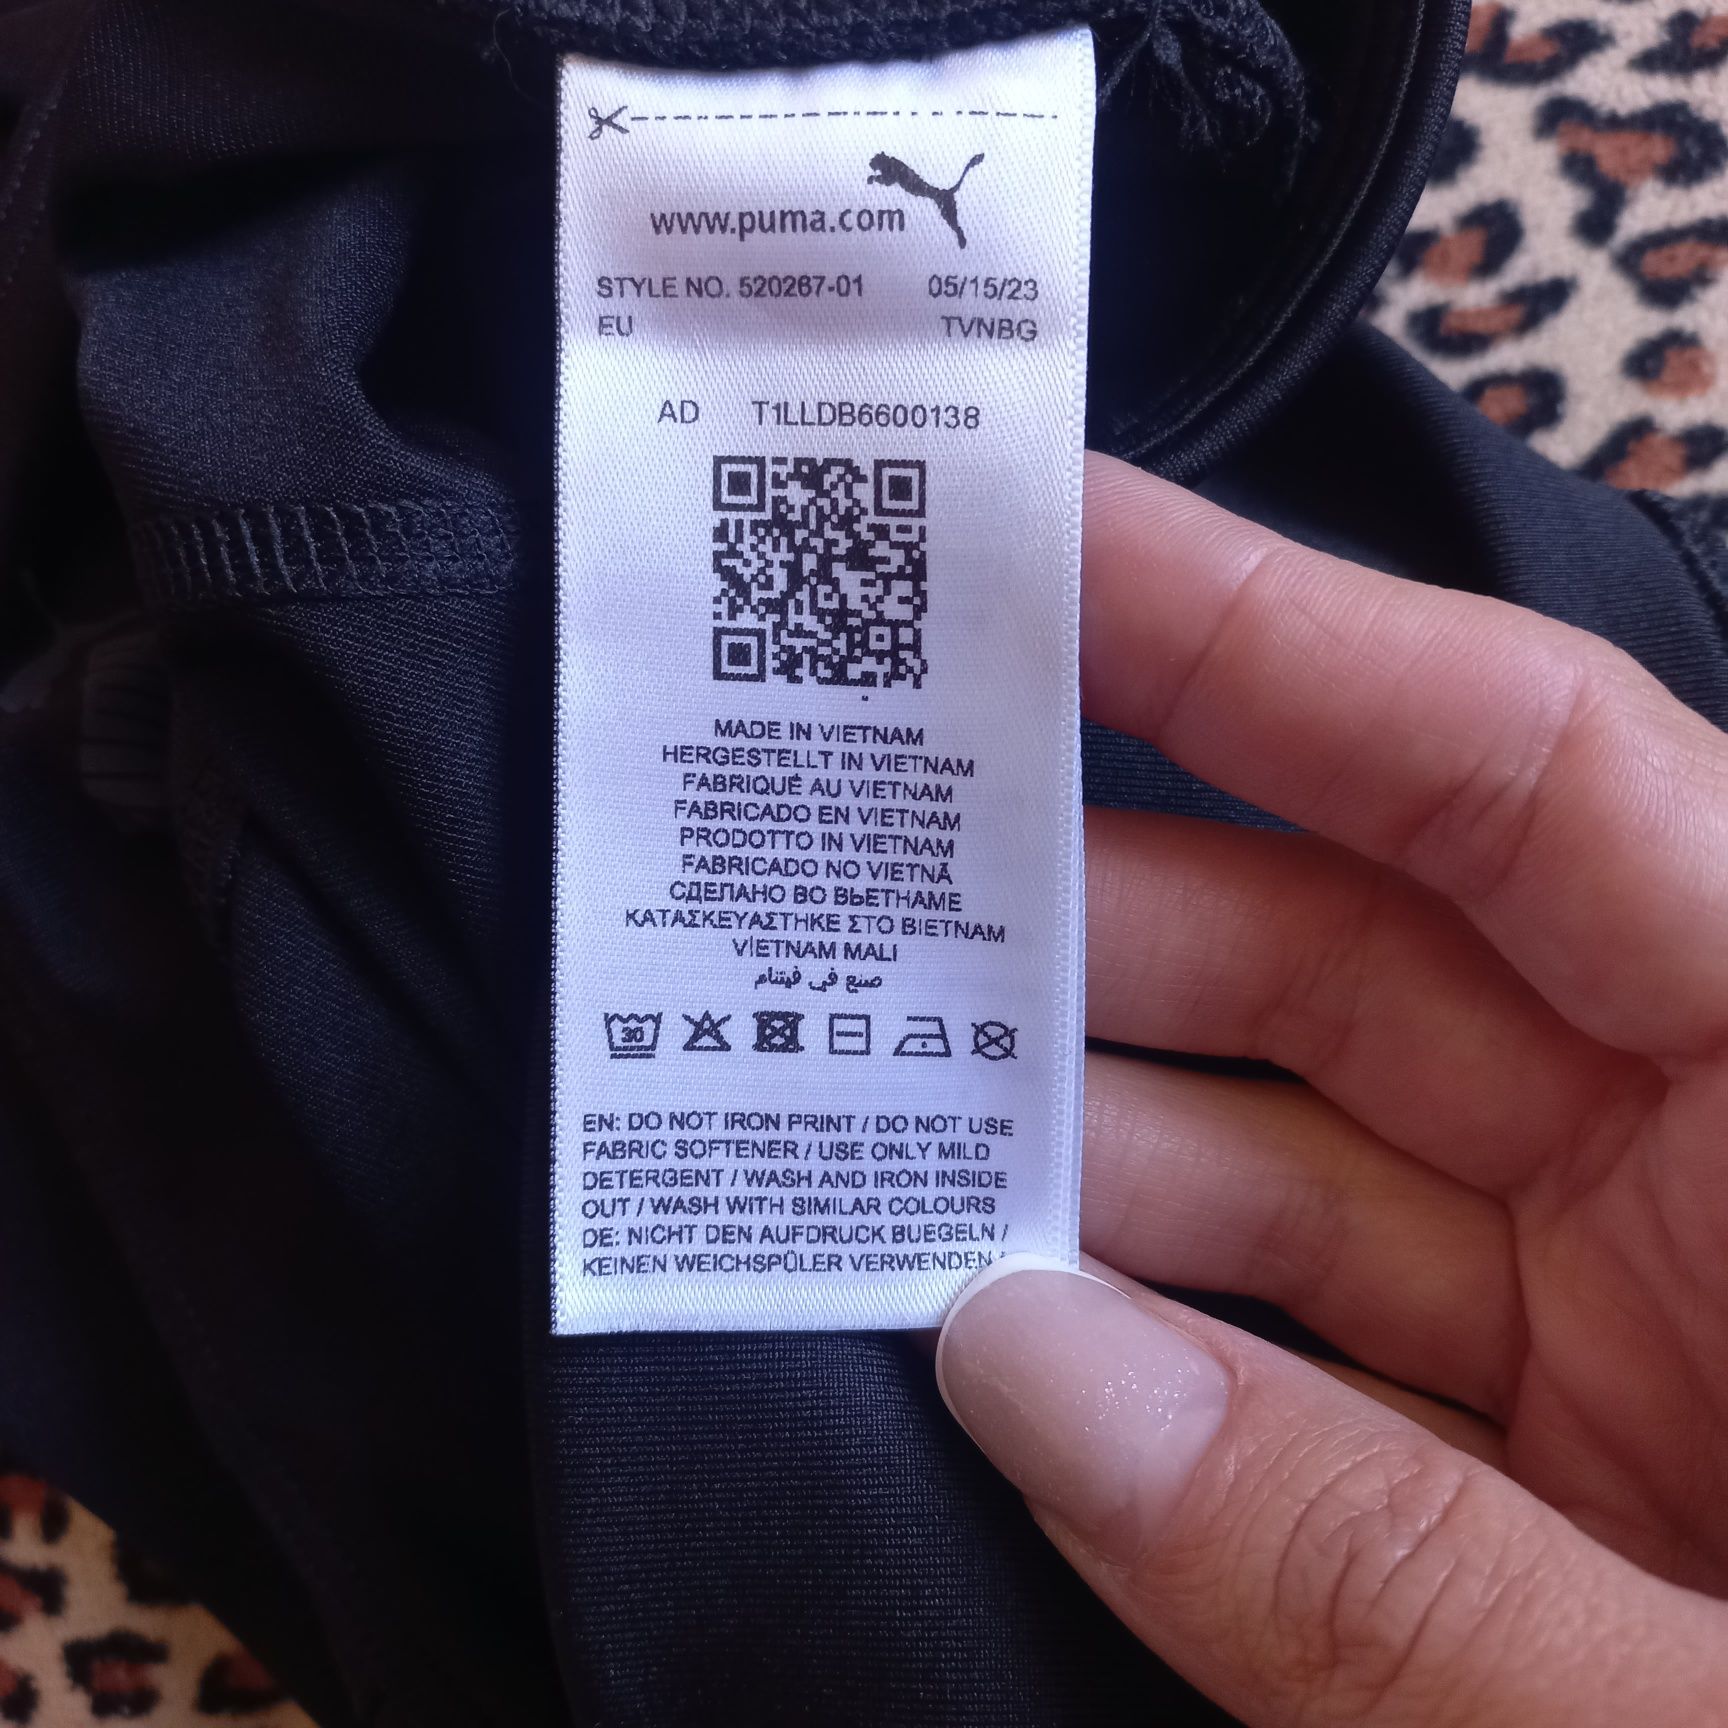 www.puma.com
STYLE NO. 520267-01 05/15/23
EU TVNBG
AD T1LLDB6600138
MADE IN VIETNAM
HERGESTELLT IN VIETNAM
FABRIQUÉ AU VIETNAM
FABRICADO EN VIETNAM
PRODOTTO IN VIETNAM
FABRICADO NO VIETNÃ
СДЕЛАНО ВО ВЬЕТНАМЕ
ΚΑΤΑΣΚΕΥΑΣΤΗΚΕ ΣΤΟ ΒΙΕΤΝΑΜ
VİETNAM MALI
صنع في فيتنام
30
EN: DO NOT IRON PRINT / DO NOT USE
FABRIC SOFTENER / USE ONLY MILD
DETERGENT / WASH AND IRON INSIDE
OUT / WASH WITH SIMILAR COLOURS
DE: NICHT DEN AUFDRUCK BUEGELN /
KEINEN WEICHSPÜLER VERWENDEN /